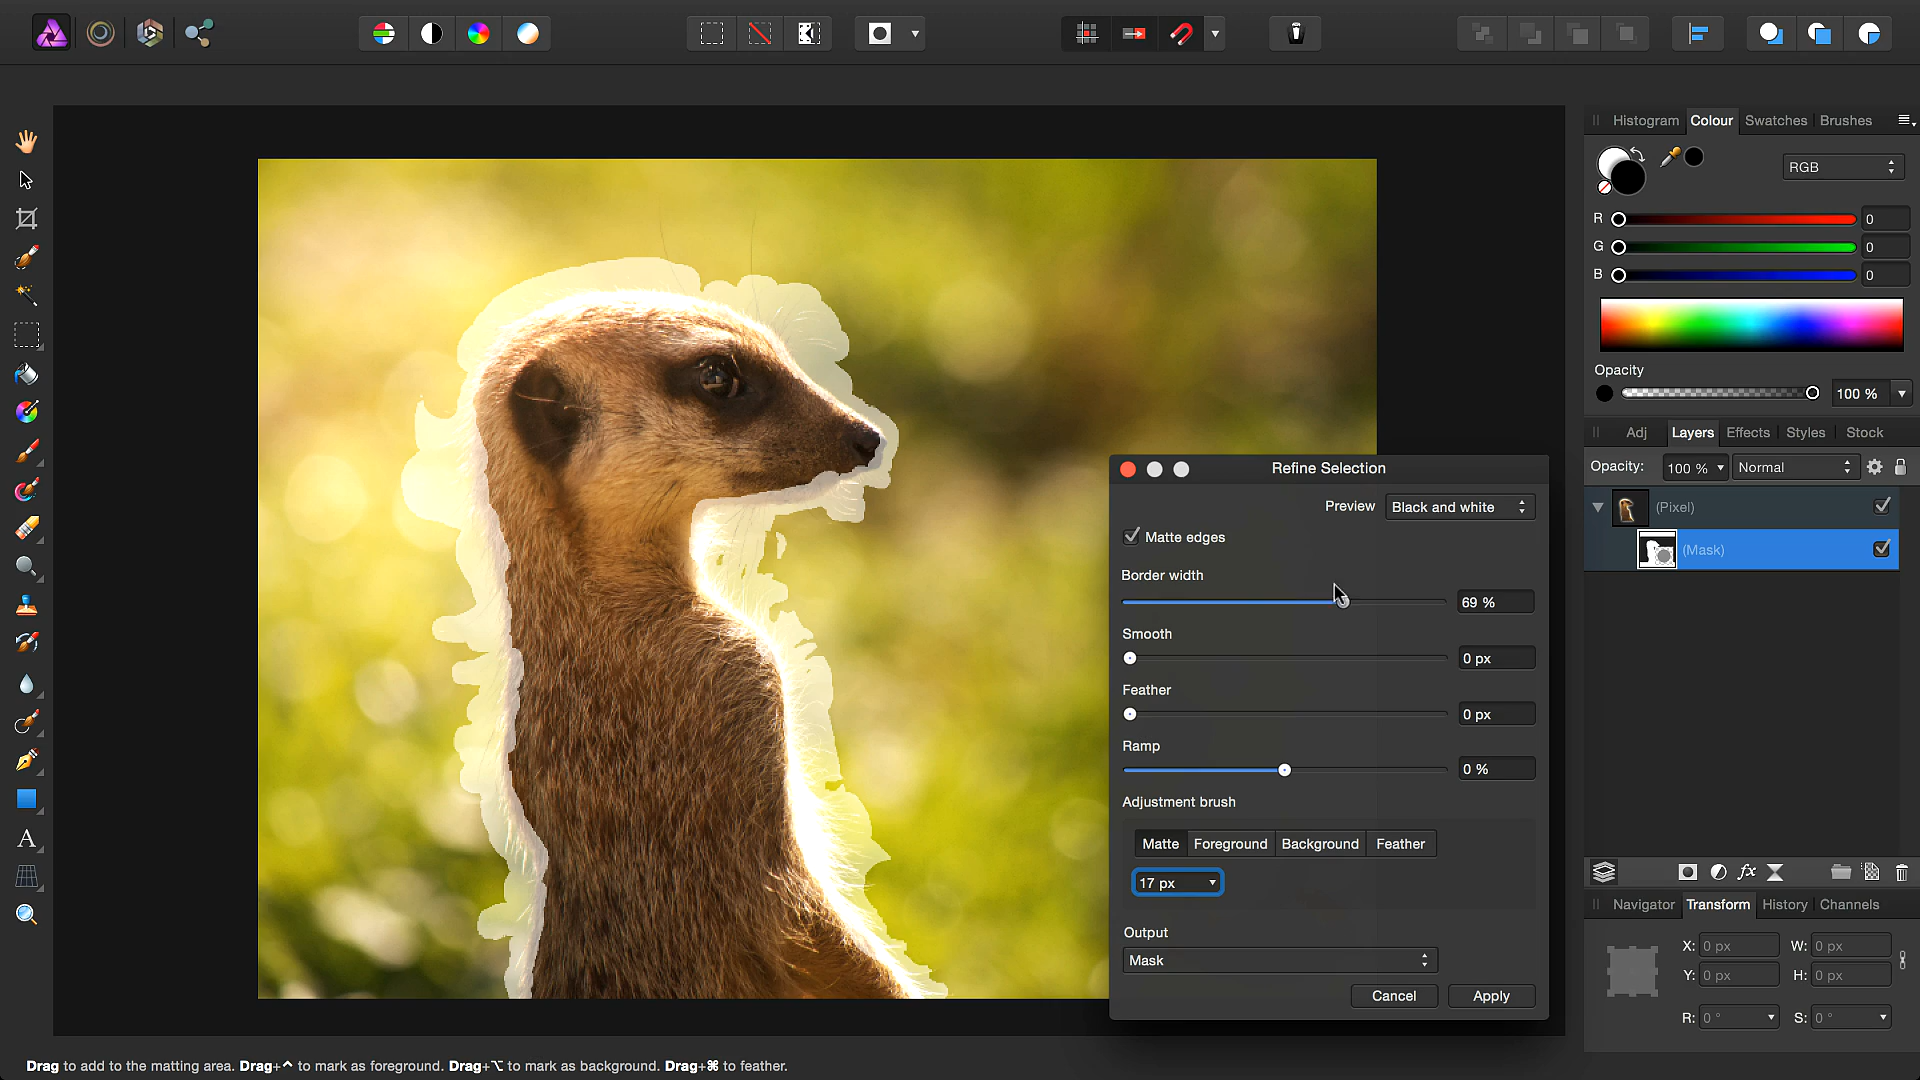 Histogram Colour Swatches Brushes
RGB
R 0
G 0
B 0
Opacity
100 %
Adj Layers Effects Styles Stock
Opacity: 100 % Normal
(Pixel)
(Mask)
Refine Selection
Preview Black and white
Matte edges
Border width
69 %
Smooth
0 px
Feather
0 px
Ramp
0 %
Adjustment brush
Matte Foreground Background Feather
17 px
Output
Mask
Cancel Apply
A
fx
Navigator Transform History Channels
X: 0 px W: 0 px
Y: 0 px H: 0 px
R: 0 ° S: 0 °
Drag to add to the matting area. Drag+⌃ to mark as foreground. Drag+⌥ to mark as background. Drag+⌘ to feather.